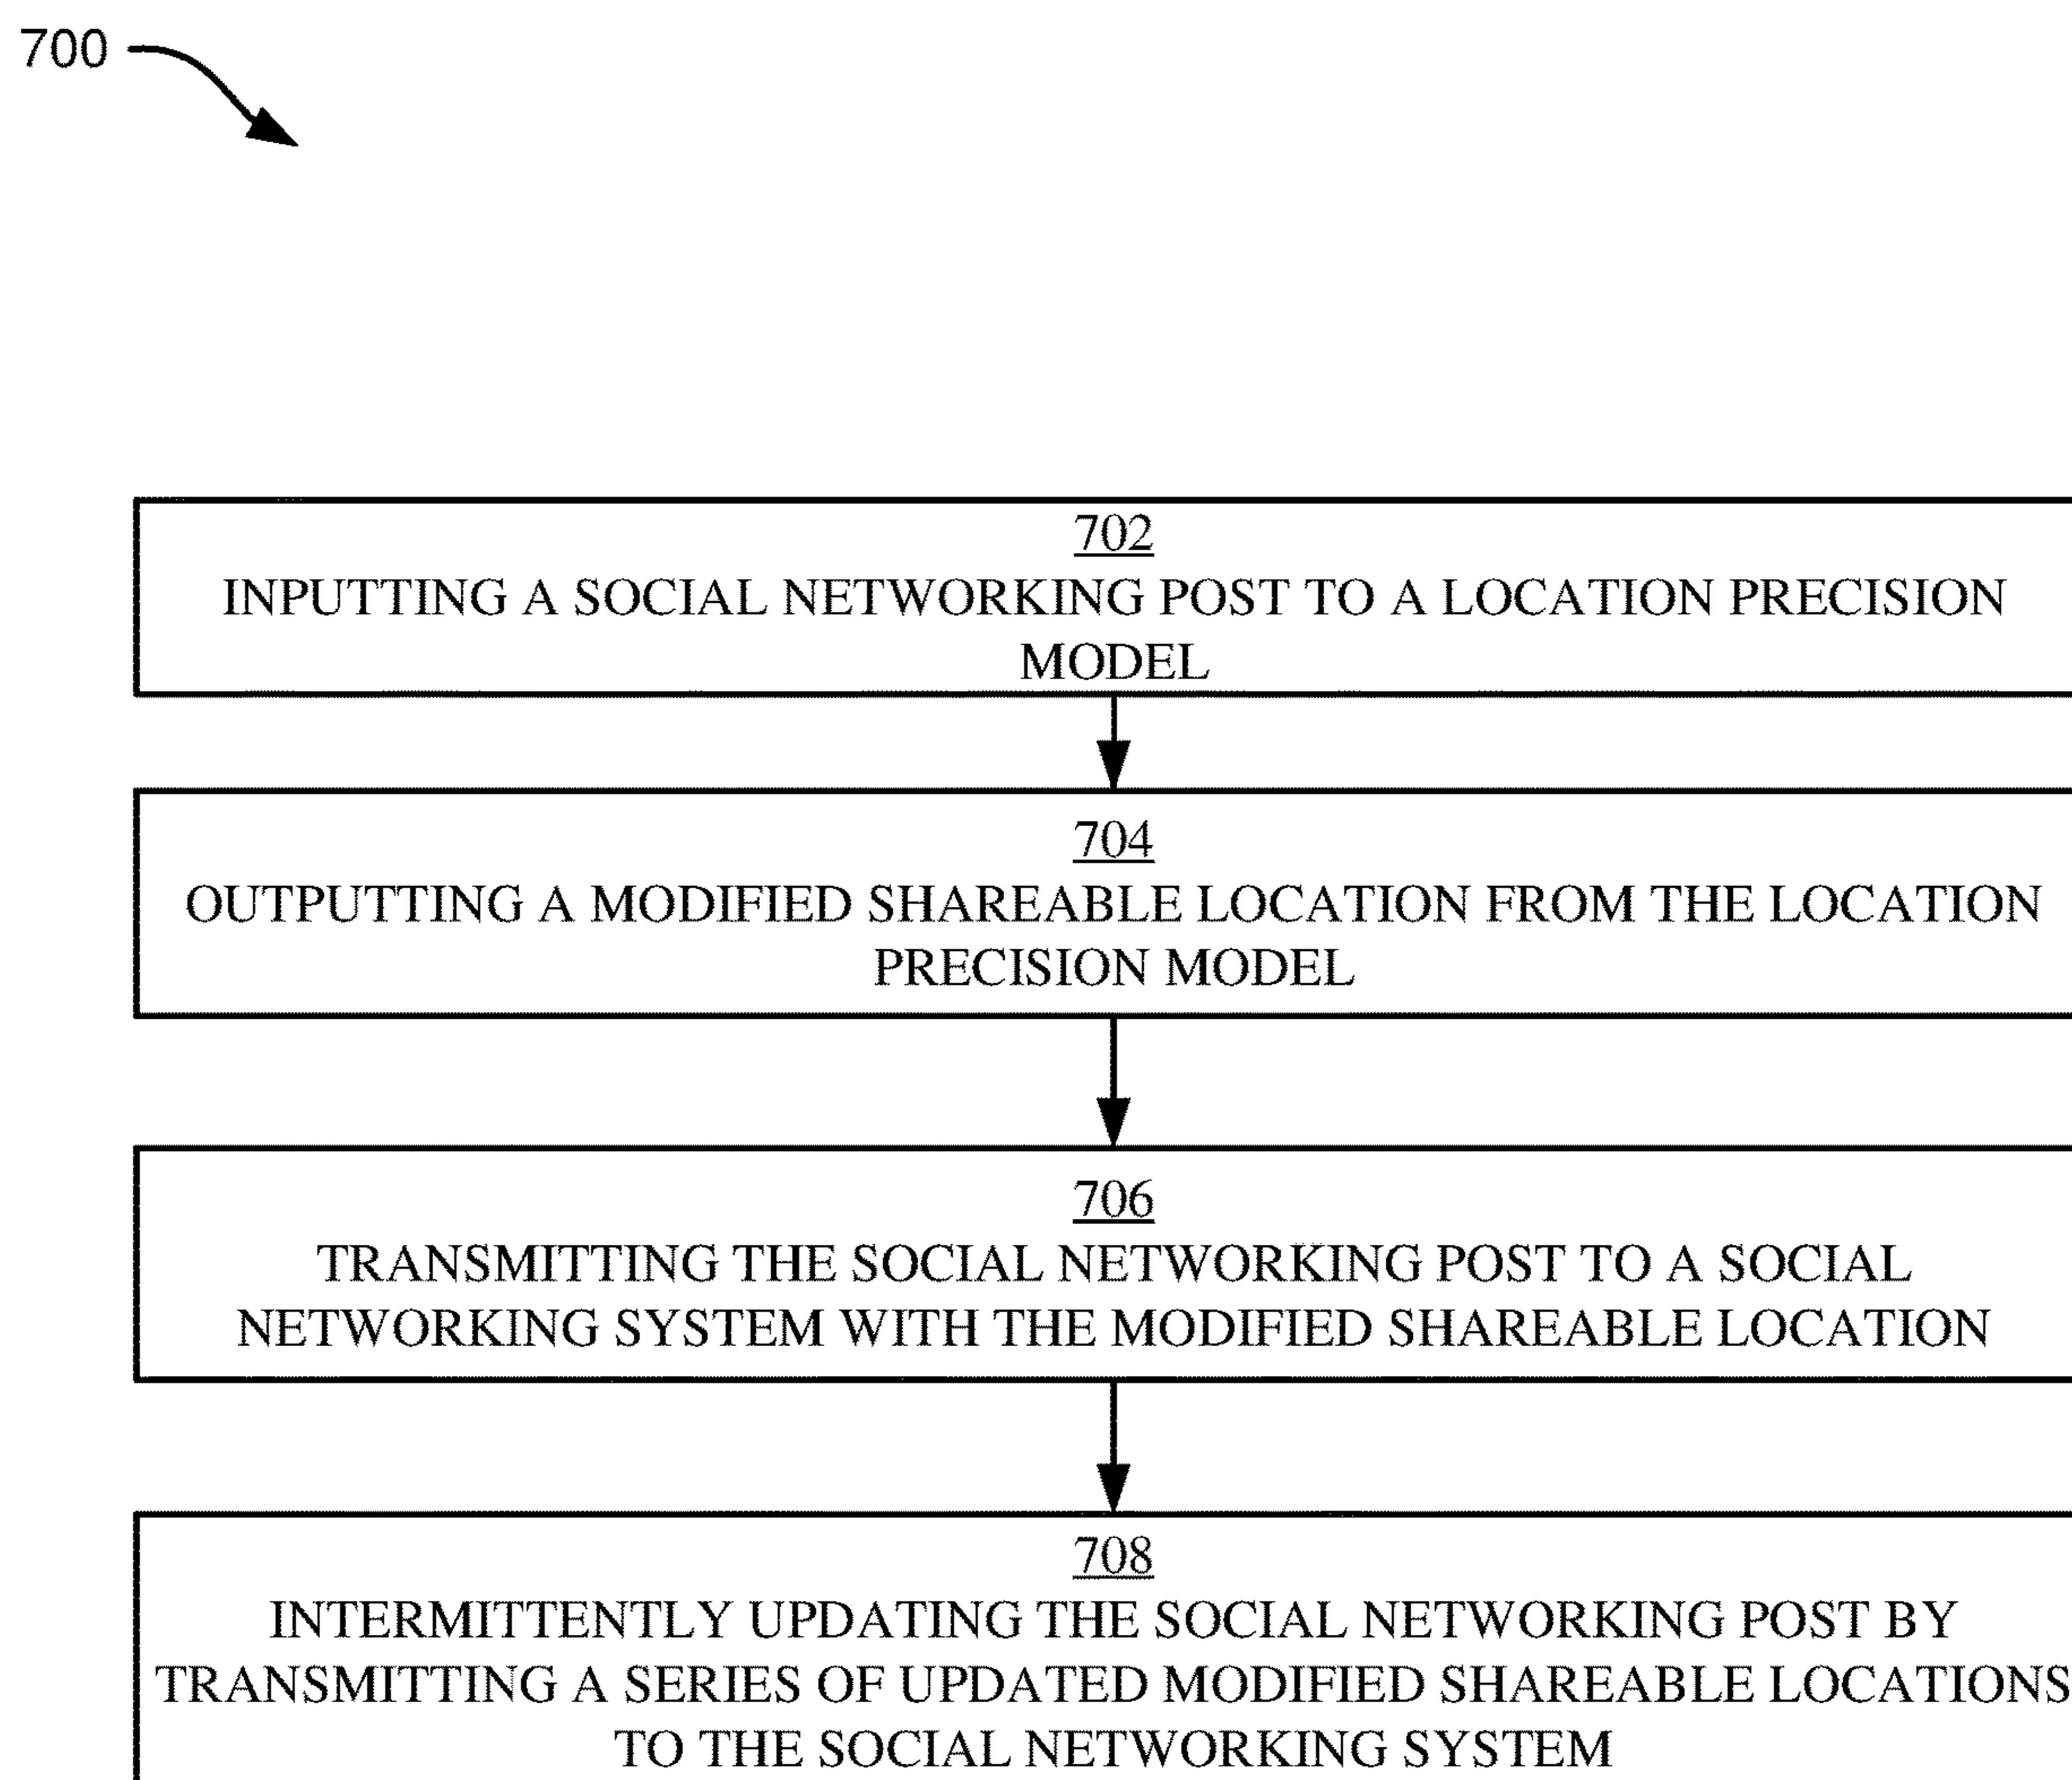 700
702
INPUTTING A SOCIAL NETWORKING POST TO A LOCATION PRECISION
MODEL
704
OUTPUTTING A MODIFIED SHAREABLE LOCATION FROM THE LOCATION
PRECISION MODEL
706
TRANSMITTING THE SOCIAL NETWORKING POST TO A SOCIAL
NETWORKING SYSTEM WITH THE MODIFIED SHAREABLE LOCATION
708
INTERMITTENTLY UPDATING THE SOCIAL NETWORKING POST BY
TRANSMITTING A SERIES OF UPDATED MODIFIED SHAREABLE LOCATIONS
TO THE SOCIAL NETWORKING SYSTEM